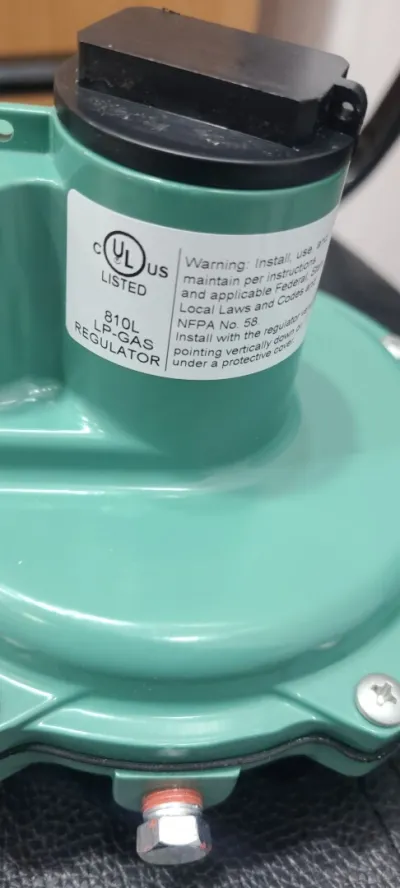 C UL US
LISTED
810L
LP-GAS
REGULATOR
Warning: Install, use and
maintain per instructions
and applicable Federal,
Local Laws and Codes and
NFPA No. 58
Install with the regulator
pointing vertically down or
under a protective cover